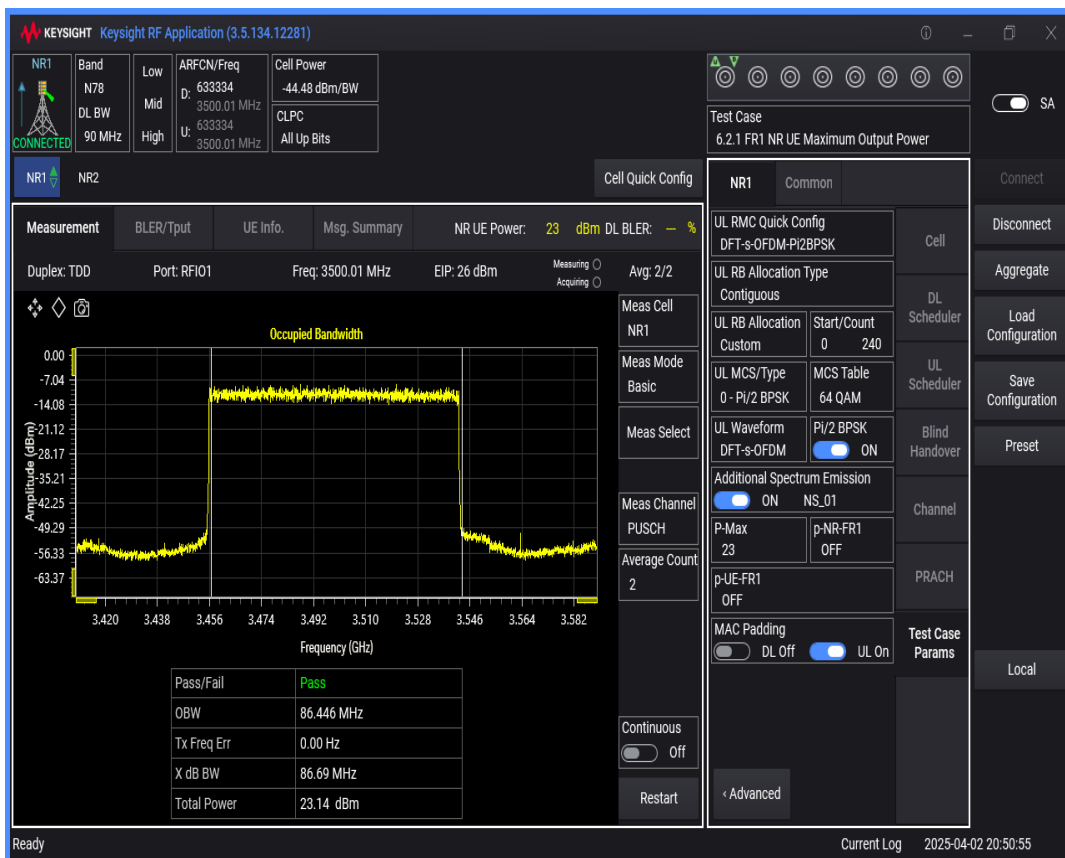 KEYSIGHT Keysight RF Application (3.5.134.12281)
NR1
CONNECTED
Band
N78
DL BW
90 MHz
Low
Mid
High
ARFCN/Freq
D: 633334
3500.01 MHz
U: 633334
3500.01 MHz
Cell Power
-44.48 dBm/BW
CLPC
All Up Bits
Test Case
6.2.1 FR1 NR UE Maximum Output Power
SA
NR1 NR2 Cell Quick Config
Measurement BLER/Tput UE Info. Msg. Summary NR UE Power: 23 dBm DL BLER: — %
Duplex: TDD Port: RFIO1 Freq: 3500.01 MHz EIP: 26 dBm Measuring Avg: 2/2
Acquiring
Occupied Bandwidth
Amplitude (dBm)
0.00
-7.04
-14.08
-21.12
-28.17
-35.21
-42.25
-49.29
-56.33
-63.37
3.420 3.438 3.456 3.474 3.492 3.510 3.528 3.546 3.564 3.582
Frequency (GHz)
Pass/Fail Pass
OBW 86.446 MHz
Tx Freq Err 0.00 Hz
X dB BW 86.69 MHz
Total Power 23.14 dBm
Meas Cell
NR1
Meas Mode
Basic
Meas Select
Meas Channel
PUSCH
Average Count
2
Continuous
Off
Restart
NR1 Common
UL RMC Quick Config
DFT-s-OFDM-Pi2BPSK
UL RB Allocation Type
Contiguous
UL RB Allocation Start/Count
Custom 0 240
UL MCS/Type MCS Table
0 - Pi/2 BPSK 64 QAM
UL Waveform Pi/2 BPSK
DFT-s-OFDM ON
Additional Spectrum Emission
ON NS_01
P-Max p-NR-FR1
23 OFF
p-UE-FR1
OFF
MAC Padding
DL Off UL On
‹ Advanced
Cell
DL
Scheduler
UL
Scheduler
Blind
Handover
Channel
PRACH
Test Case
Params
Connect
Disconnect
Aggregate
Load
Configuration
Save
Configuration
Preset
Local
Ready Current Log 2025-04-02 20:50:55